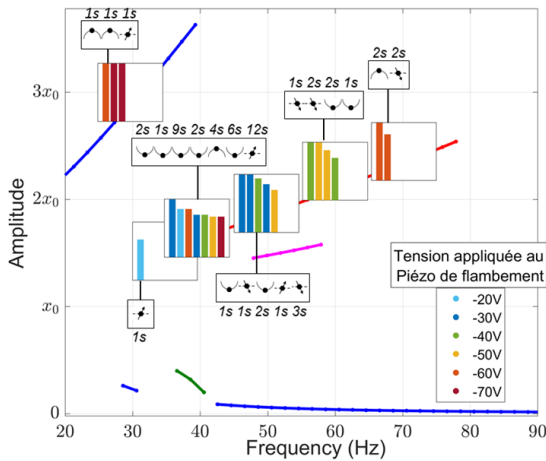 1s 1s 1s
2s 2s
1s 2s 2s 1s
2s 1s 9s 2s 4s 6s 12s
1s 1s 2s 1s 3s
1s
Amplitude
3x₀
2x₀
x₀
0
Tension appliquée au
Piézo de flambement
-20V
-30V
-40V
-50V
-60V
-70V
20 30 40 50 60 70 80 90
Frequency (Hz)